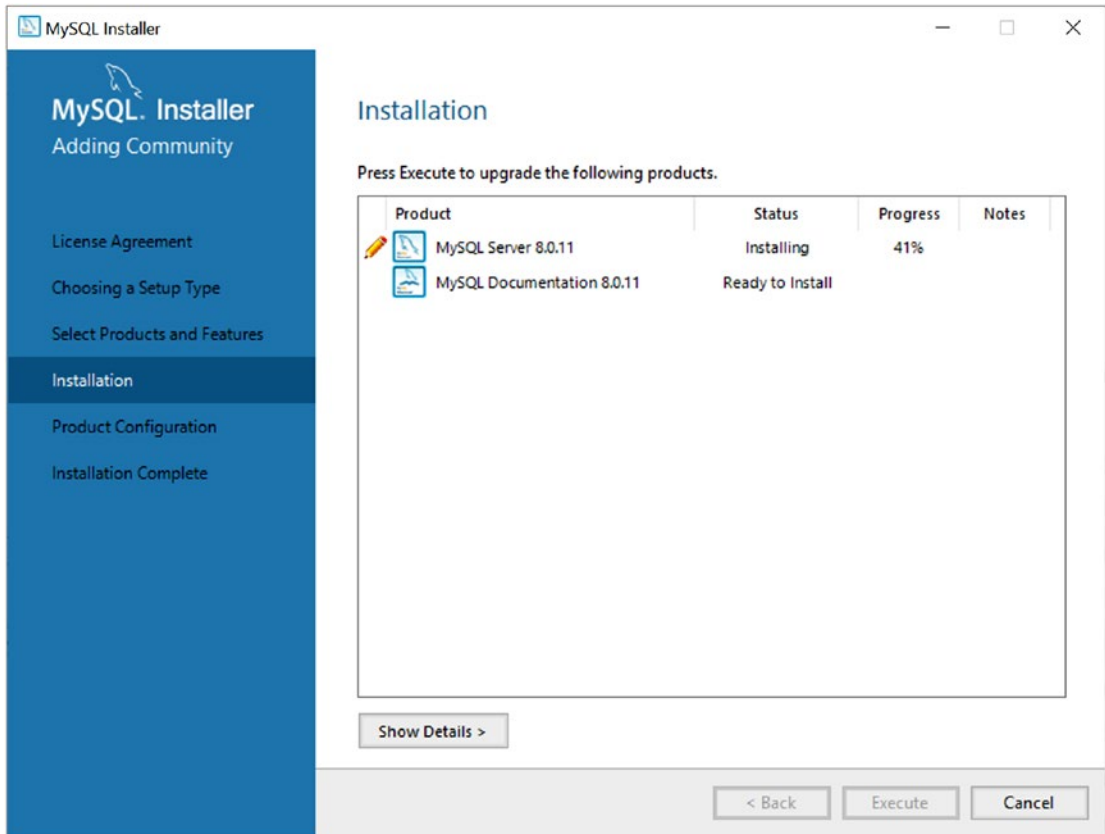 MySQL Installer
MySQL. Installer
Adding Community
License Agreement
Choosing a Setup Type
Select Products and Features
Installation
Product Configuration
Installation Complete
Installation
Press Execute to upgrade the following products.
Product Status Progress Notes
MySQL Server 8.0.11 Installing 41%
MySQL Documentation 8.0.11 Ready to Install
Show Details >
< Back Execute Cancel